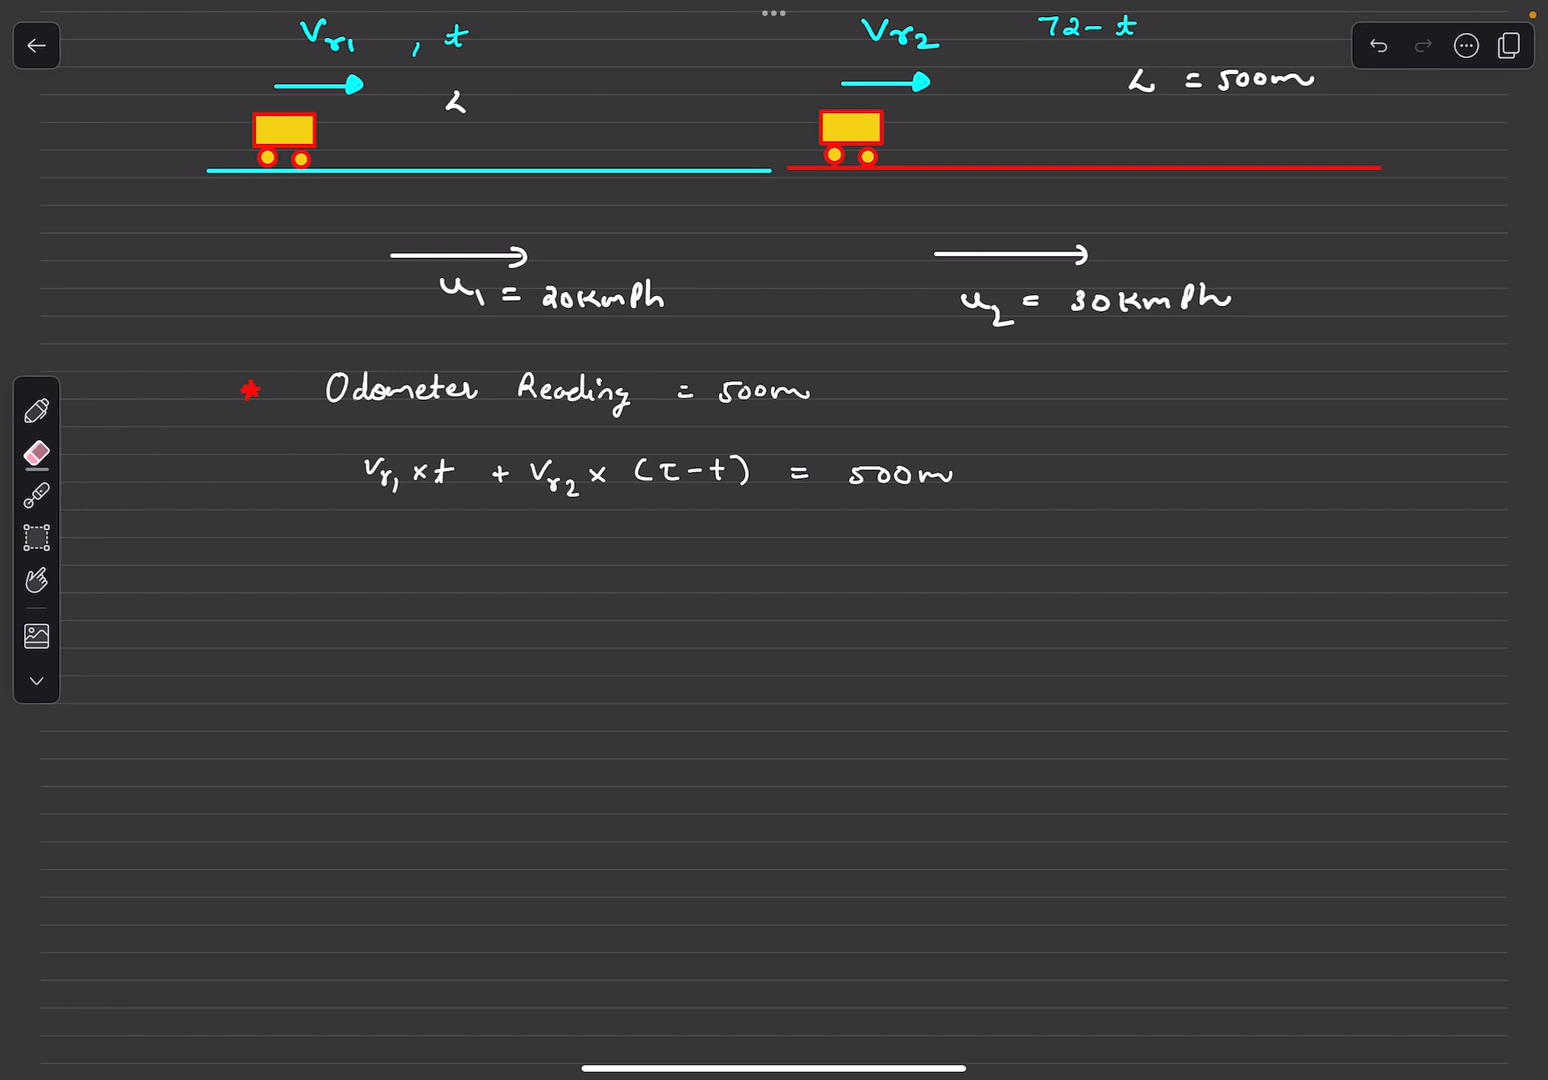 Vr1 , t Vr2 72 - t
L L = 500m
u1 = 20KmPh u2 = 30KmPh
* Odometer Reading = 500m
Vr1 × t + Vr2 × (τ - t) = 500m